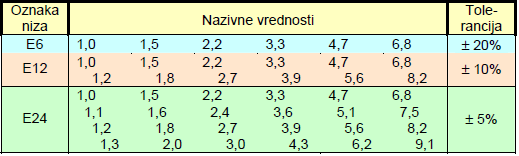 Oznaka niza Nazivne vrednosti Tole-rancija
E6 1,0 1,5 2,2 3,3 4,7 6,8 ± 20%
E12 1,0 1,5 2,2 3,3 4,7 6,8 ± 10%
1,2 1,8 2,7 3,9 5,6 8,2
E24 1,0 1,5 2,2 3,3 4,7 6,8 ± 5%
1,1 1,6 2,4 3,6 5,1 7,5
1,2 1,8 2,7 3,9 5,6 8,2
1,3 2,0 3,0 4,3 6,2 9,1